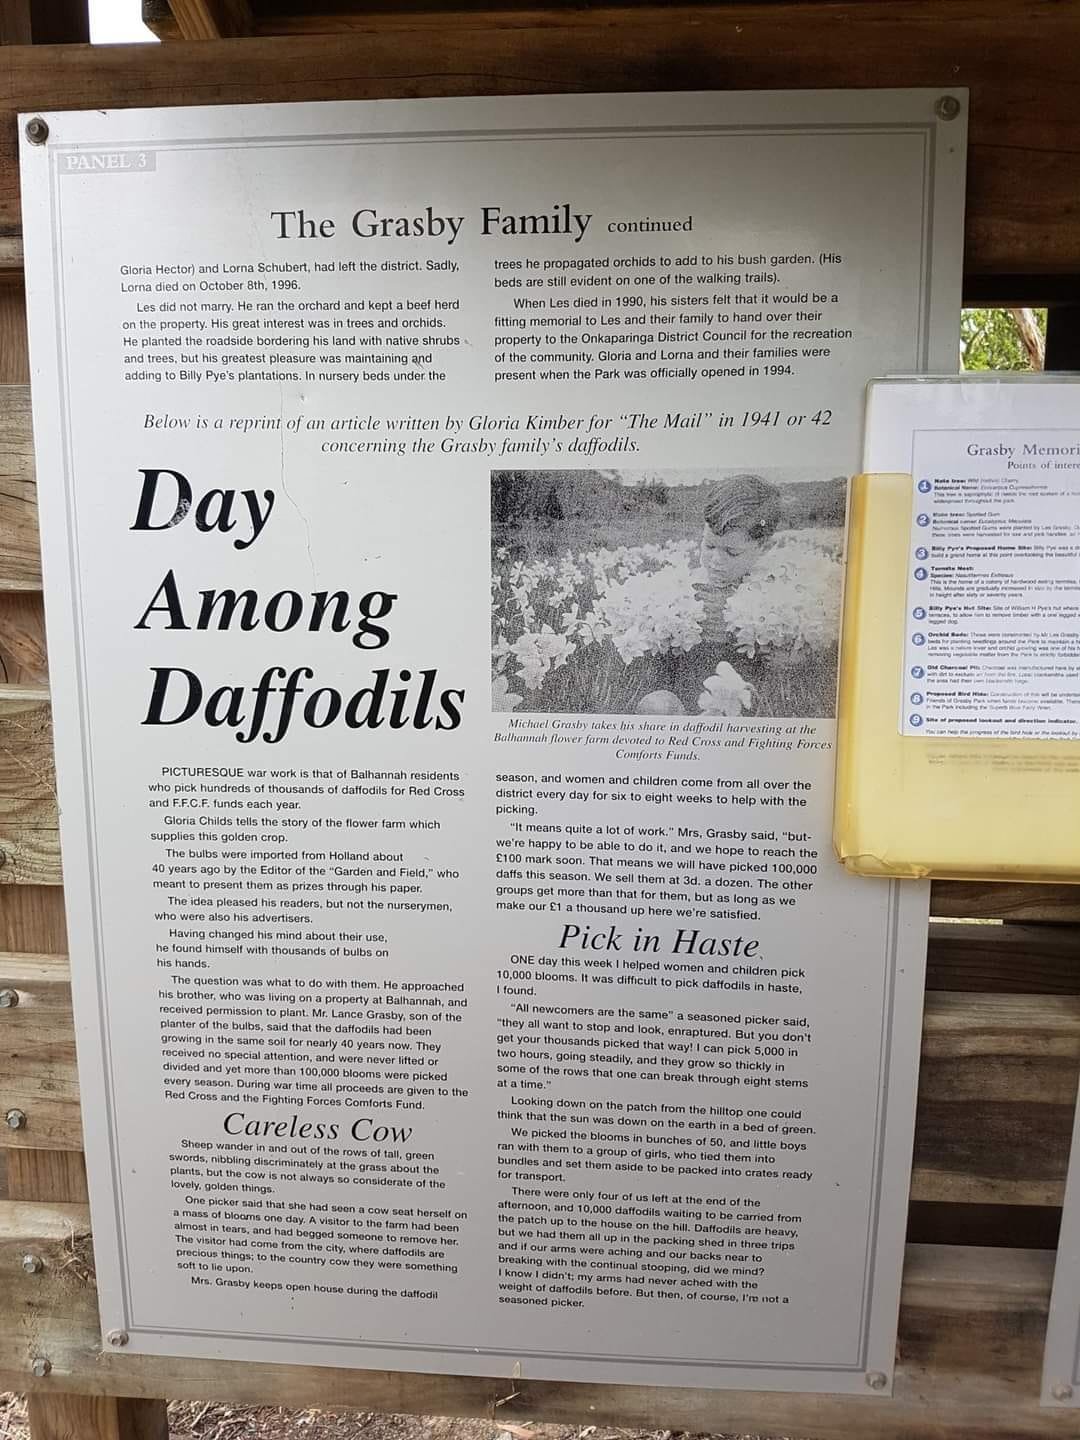 PANEL 3
The Grasby Family continued
Gloria Hector) and Lorna Schubert, had left the district. Sadly,
Lorna died on October 8th, 1996.
Les did not marry. He ran the orchard and kept a beef herd
on the property. His great interest was in trees and orchids.
He planted the roadside bordering his land with native shrubs
and trees, but his greatest pleasure was maintaining and
adding to Billy Pye's plantations. In nursery beds under the
trees he propagated orchids to add to his bush garden. (His
beds are still evident on one of the walking trails).
When Les died in 1990, his sisters felt that it would be a
fitting memorial to Les and their family to hand over their
property to the Onkaparinga District Council for the recreation
of the community. Gloria and Lorna and their families were
present when the Park was officially opened in 1994.
Below is a reprint of an article written by Gloria Kimber for “The Mail” in 1941 or 42
concerning the Grasby family's daffodils.
Day
Among
Daffodils
Michael Grasby takes his share in daffodil harvesting at the
Balhannah flower farm devoted to Red Cross and Fighting Forces
Comforts Funds.
PICTURESQUE war work is that of Balhannah residents
who pick hundreds of thousands of daffodils for Red Cross
and F.F.C.F. funds each year.
Gloria Childs tells the story of the flower farm which
supplies this golden crop.
The bulbs were imported from Holland about
40 years ago by the Editor of the “Garden and Field,” who
meant to present them as prizes through his paper.
The idea pleased his readers, but not the nurserymen,
who were also his advertisers.
Having changed his mind about their use,
he found himself with thousands of bulbs on
his hands.
The question was what to do with them. He approached
his brother, who was living on a property at Balhannah, and
received permission to plant. Mr. Lance Grasby, son of the
planter of the bulbs, said that the daffodils had been
growing in the same soil for nearly 40 years now. They
received no special attention, and were never lifted or
divided and yet more than 100,000 blooms were picked
every season. During war time all proceeds are given to the
Red Cross and the Fighting Forces Comforts Fund.
Careless Cow
Sheep wander in and out of the rows of tall, green
swords, nibbling discriminately at the grass about the
plants, but the cow is not always so considerate of the
lovely, golden things.
One picker said that she had seen a cow seat herself on
a mass of blooms one day. A visitor to the farm had been
almost in tears, and had begged someone to remove her.
The visitor had come from the city, where daffodils are
precious things; to the country cow they were something
soft to lie upon.
Mrs. Grasby keeps open house during the daffodil
season, and women and children come from all over the
district every day for six to eight weeks to help with the
picking.
“It means quite a lot of work.” Mrs, Grasby said, “but-
we're happy to be able to do it, and we hope to reach the
£100 mark soon. That means we will have picked 100,000
daffs this season. We sell them at 3d. a dozen. The other
groups get more than that for them, but as long as we
make our £1 a thousand up here we're satisfied.
Pick in Haste
ONE day this week I helped women and children pick
10,000 blooms. It was difficult to pick daffodils in haste,
I found.
“All newcomers are the same” a seasoned picker said,
“they all want to stop and look, enraptured. But you don't
get your thousands picked that way! I can pick 5,000 in
two hours, going steadily, and they grow so thickly in
some of the rows that one can break through eight stems
at a time.”
Looking down on the patch from the hilltop one could
think that the sun was down on the earth in a bed of green.
We picked the blooms in bunches of 50, and little boys
ran with them to a group of girls, who tied them into
bundles and set them aside to be packed into crates ready
for transport.
There were only four of us left at the end of the
afternoon, and 10,000 daffodils waiting to be carried from
the patch up to the house on the hill. Daffodils are heavy,
but we had them all up in the packing shed in three trips
and if our arms were aching and our backs near to
breaking with the continual stooping, did we mind?
I know I didn't; my arms had never ached with the
weight of daffodils before. But then, of course, I'm not a
seasoned picker.
Grasby Memori
Points of intere
1
2
3 Billy Pye's Proposed Home Site:
4 Termite Nest:
5 Billy Pye's Hut Site:
6 Orchid Beds:
7 Old Charcoal Pit:
8 Proposed Bird Hide:
9 Site of proposed lookout and direction indicator.